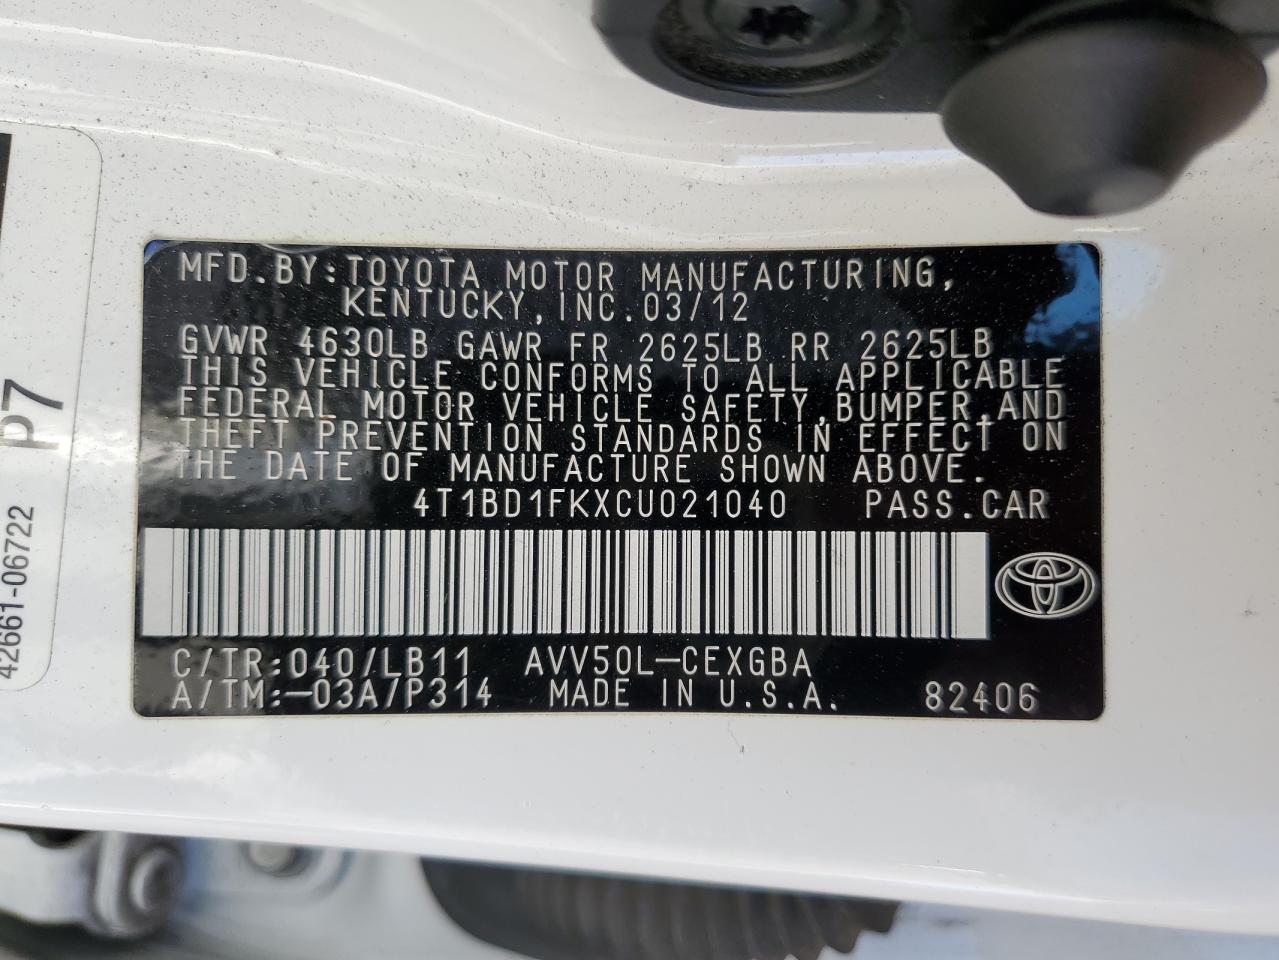 MFD.BY:TOYOTA MOTOR MANUFACTURING,
KENTUCKY,INC.03/12
GVWR 4630LB GAWR FR 2625LB RR 2625LB
THIS VEHICLE CONFORMS TO ALL APPLICABLE
FEDERAL MOTOR VEHICLE SAFETY,BUMPER,AND
THEFT PREVENTION STANDARDS IN EFFECT ON
THE DATE OF MANUFACTURE SHOWN ABOVE.
4T1BD1FKXCU021040 PASS.CAR
C/TR:040/LB11 AVV50L-CEXGBA
A/TM:-03A/P314 MADE IN U.S.A. 82406
P7
42661-06722